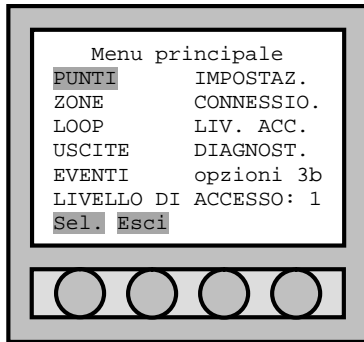 Menu principale
PUNTI IMPOSTAZ.
ZONE CONNESSIO.
LOOP LIV. ACC.
USCITE DIAGNOST.
EVENTI opzioni 3b
LIVELLO DI ACCESSO: 1
Sel. Esci